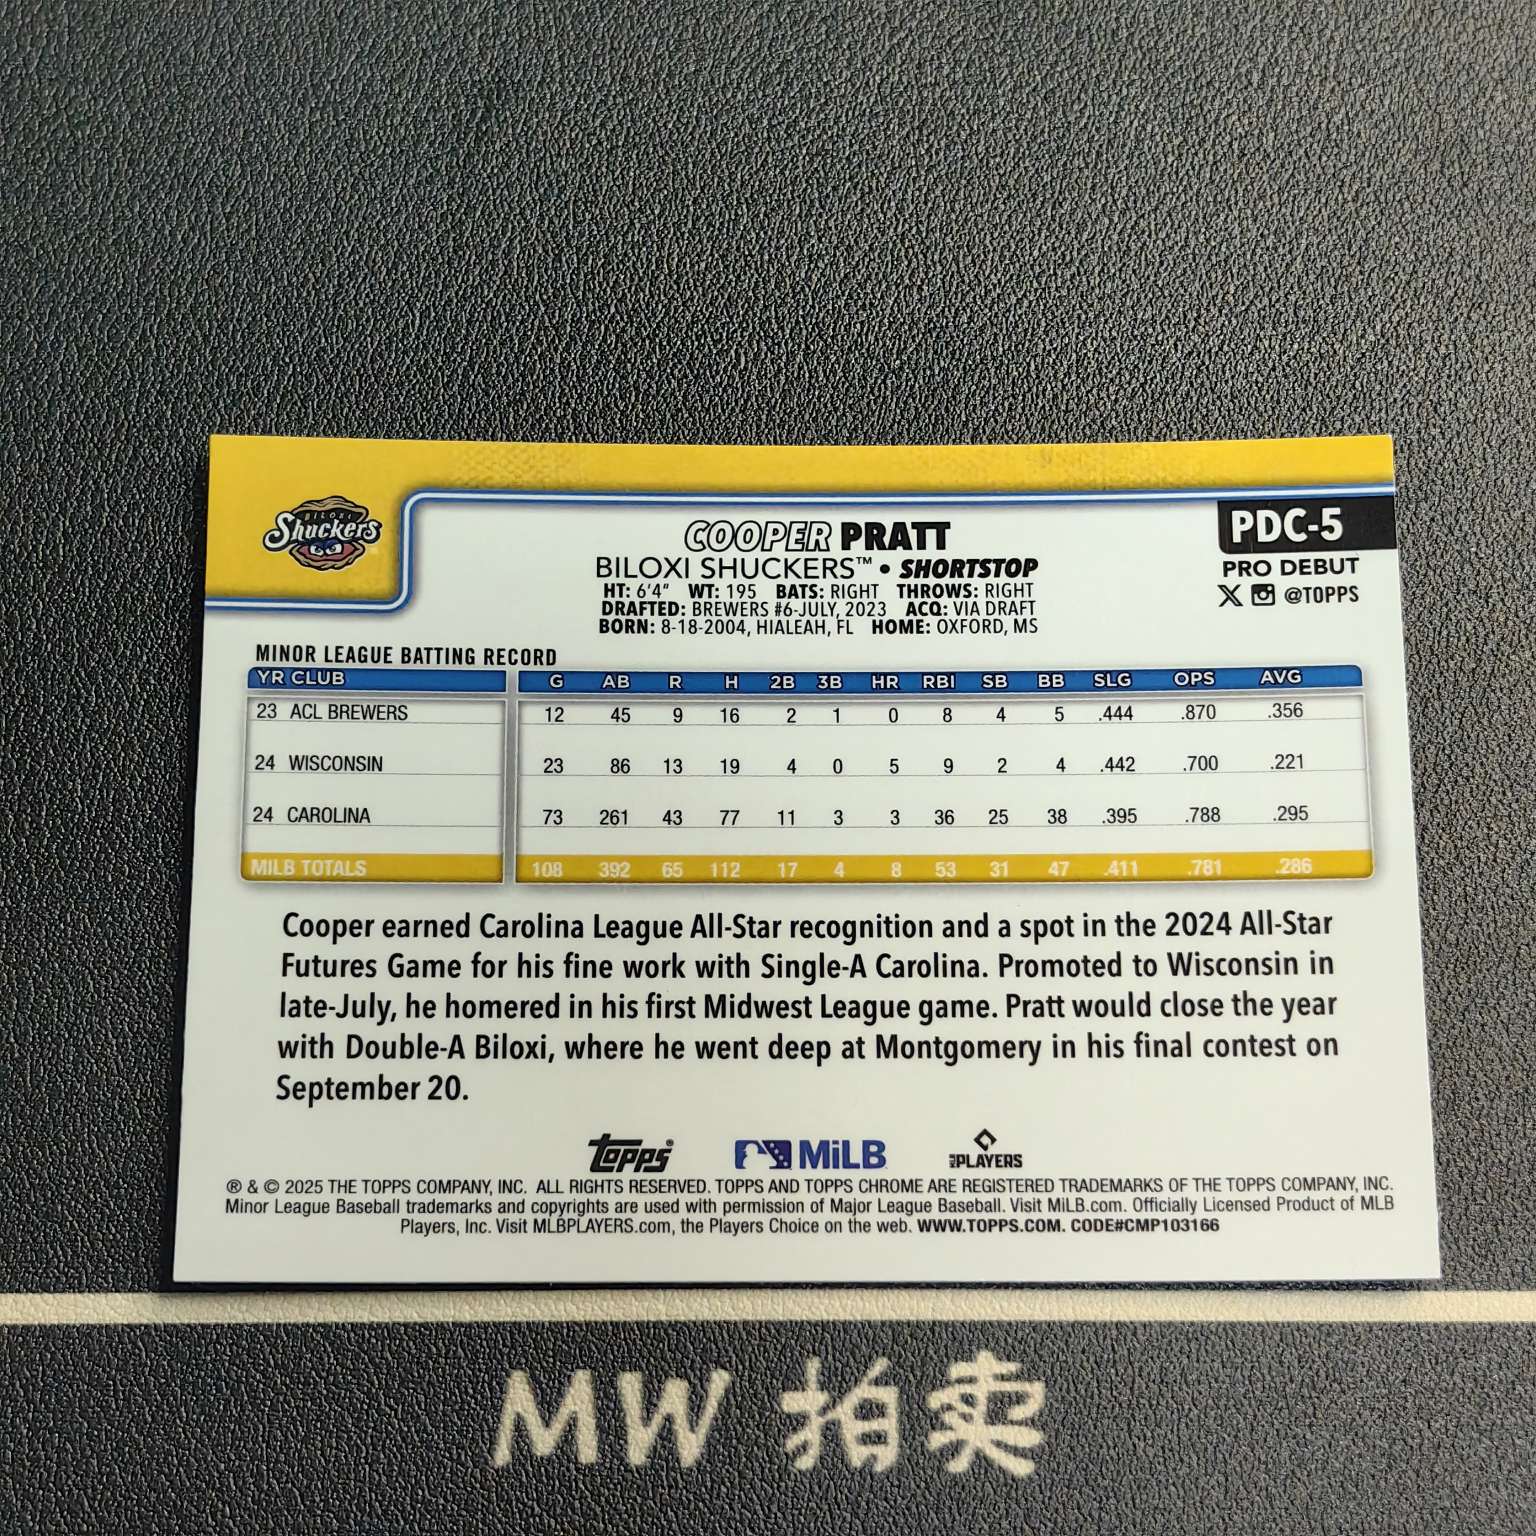 BILOXI
Shuckers
COOPER PRATT
BILOXI SHUCKERS™ • SHORTSTOP
HT: 6'4" WT: 195 BATS: RIGHT THROWS: RIGHT
DRAFTED: BREWERS #6-JULY, 2023 ACQ: VIA DRAFT
BORN: 8-18-2004, HIALEAH, FL HOME: OXFORD, MS
PDC-5
PRO DEBUT
X @TOPPS
MINOR LEAGUE BATTING RECORD
YR CLUB G AB R H 2B 3B HR RBI SB BB SLG OPS AVG
23 ACL BREWERS 12 45 9 16 2 1 0 8 4 5 .444 .870 .356
24 WISCONSIN 23 86 13 19 4 0 5 9 2 4 .442 .700 .221
24 CAROLINA 73 261 43 77 11 3 3 36 25 38 .395 .788 .295
MILB TOTALS 108 392 65 112 17 4 8 53 31 47 .411 .781 .286
Cooper earned Carolina League All-Star recognition and a spot in the 2024 All-Star
Futures Game for his fine work with Single-A Carolina. Promoted to Wisconsin in
late-July, he homered in his first Midwest League game. Pratt would close the year
with Double-A Biloxi, where he went deep at Montgomery in his final contest on
September 20.
Topps® MiLB MLB PLAYERS
® & © 2025 THE TOPPS COMPANY, INC. ALL RIGHTS RESERVED. TOPPS AND TOPPS CHROME ARE REGISTERED TRADEMARKS OF THE TOPPS COMPANY, INC.
Minor League Baseball trademarks and copyrights are used with permission of Major League Baseball. Visit MiLB.com. Officially Licensed Product of MLB
Players, Inc. Visit MLBPLAYERS.com, the Players Choice on the web. WWW.TOPPS.COM. CODE#CMP103166
MW 拍卖